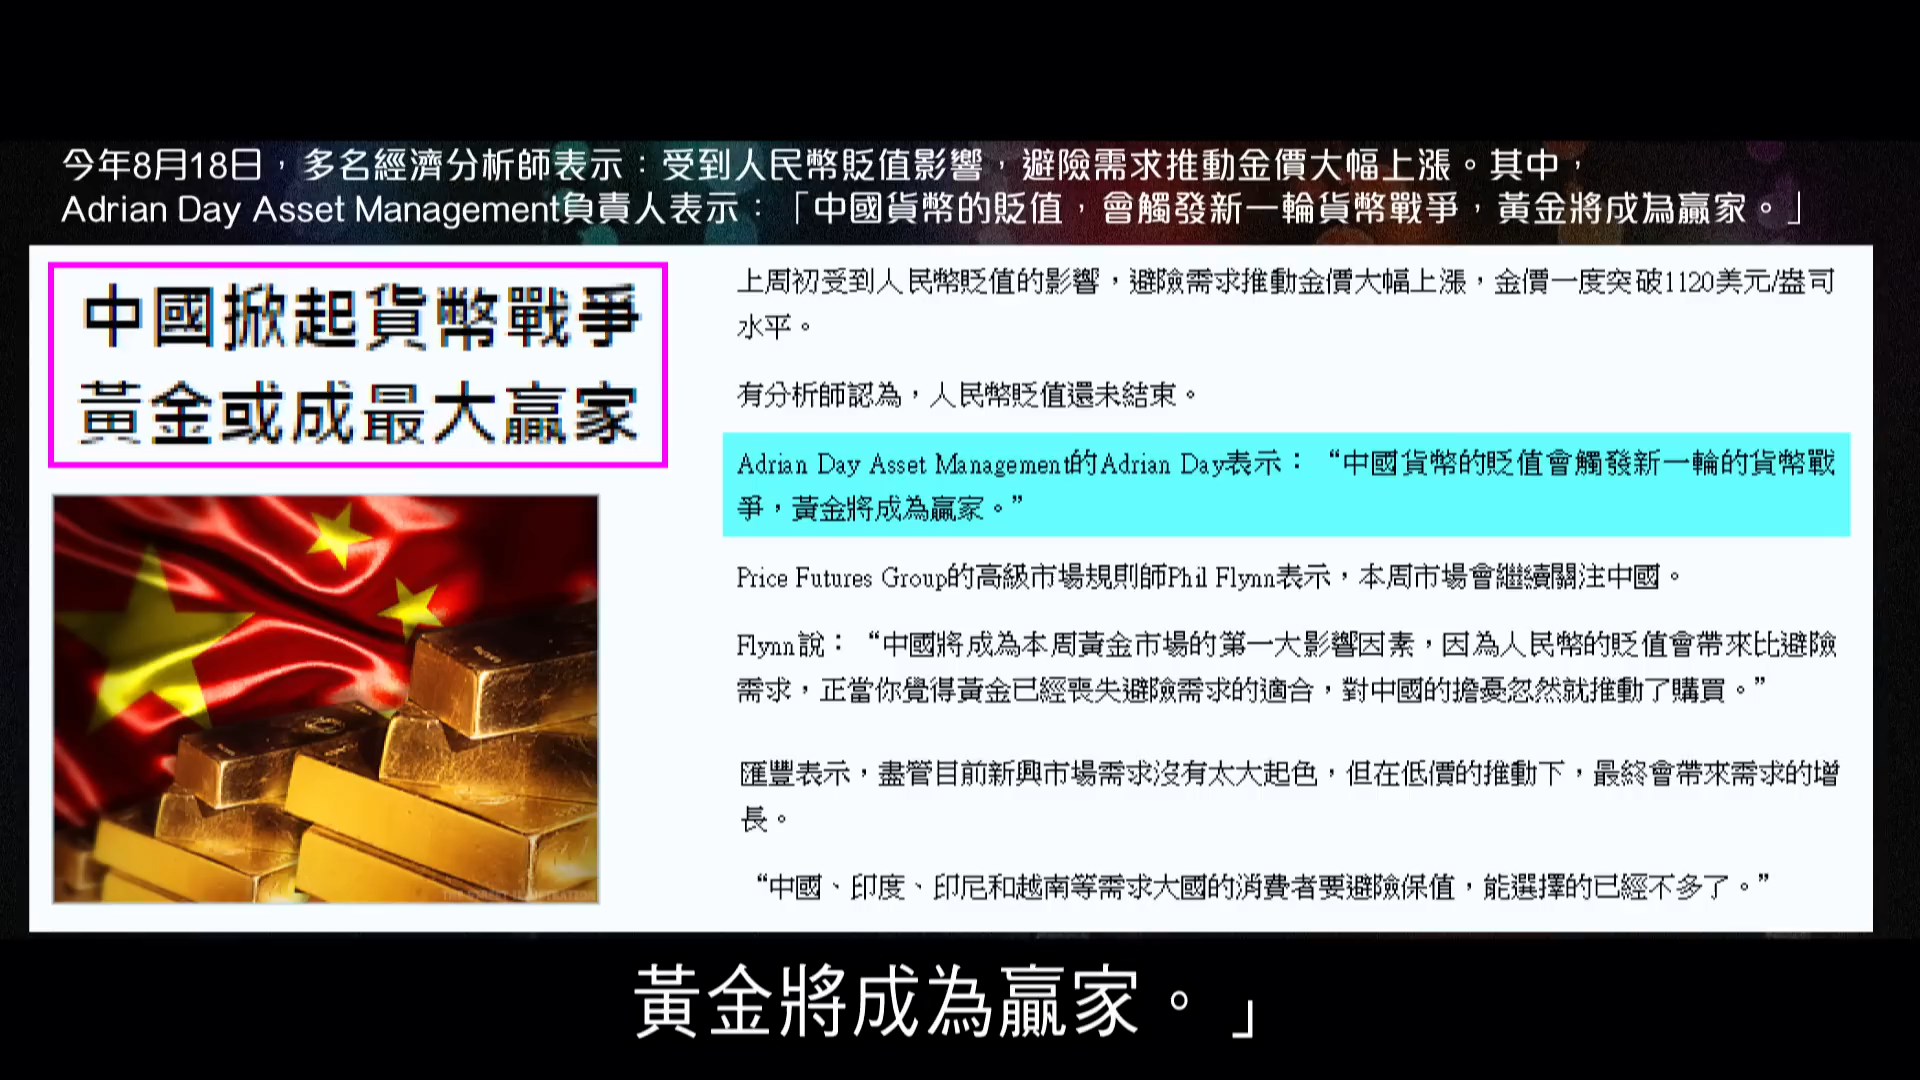 今年8月18日，多名經濟分析師表示：受到人民幣貶值影響，避險需求推動金價大幅上漲。其中，
Adrian Day Asset Management負責人表示：「中國貨幣的貶值，會觸發新一輪貨幣戰爭，黃金將成為贏家。」
中國掀起貨幣戰爭
黃金或成最大贏家
上周初受到人民幣貶值的影響，避險需求推動金價大幅上漲，金價一度突破1120美元/盎司
水平。
有分析師認為，人民幣貶值還未結束。
Adrian Day Asset Management的Adrian Day表示：“中國貨幣的貶值會觸發新一輪的貨幣戰
爭，黃金將成為贏家。”
Price Futures Group的高級市場規則師Phil Flynn表示，本周市場會繼續關注中國。
Flynn說：“中國將成為本周黃金市場的第一大影響因素，因為人民幣的貶值會帶來比避險
需求，正當你覺得黃金已經喪失避險需求的適合，對中國的擔憂忽然就推動了購買。”
匯豐表示，盡管目前新興市場需求沒有太大起色，但在低價的推動下，最終會帶來需求的增
長。
“中國、印度、印尼和越南等需求大國的消費者要避險保值，能選擇的已經不多了。”
黃金將成為贏家。」